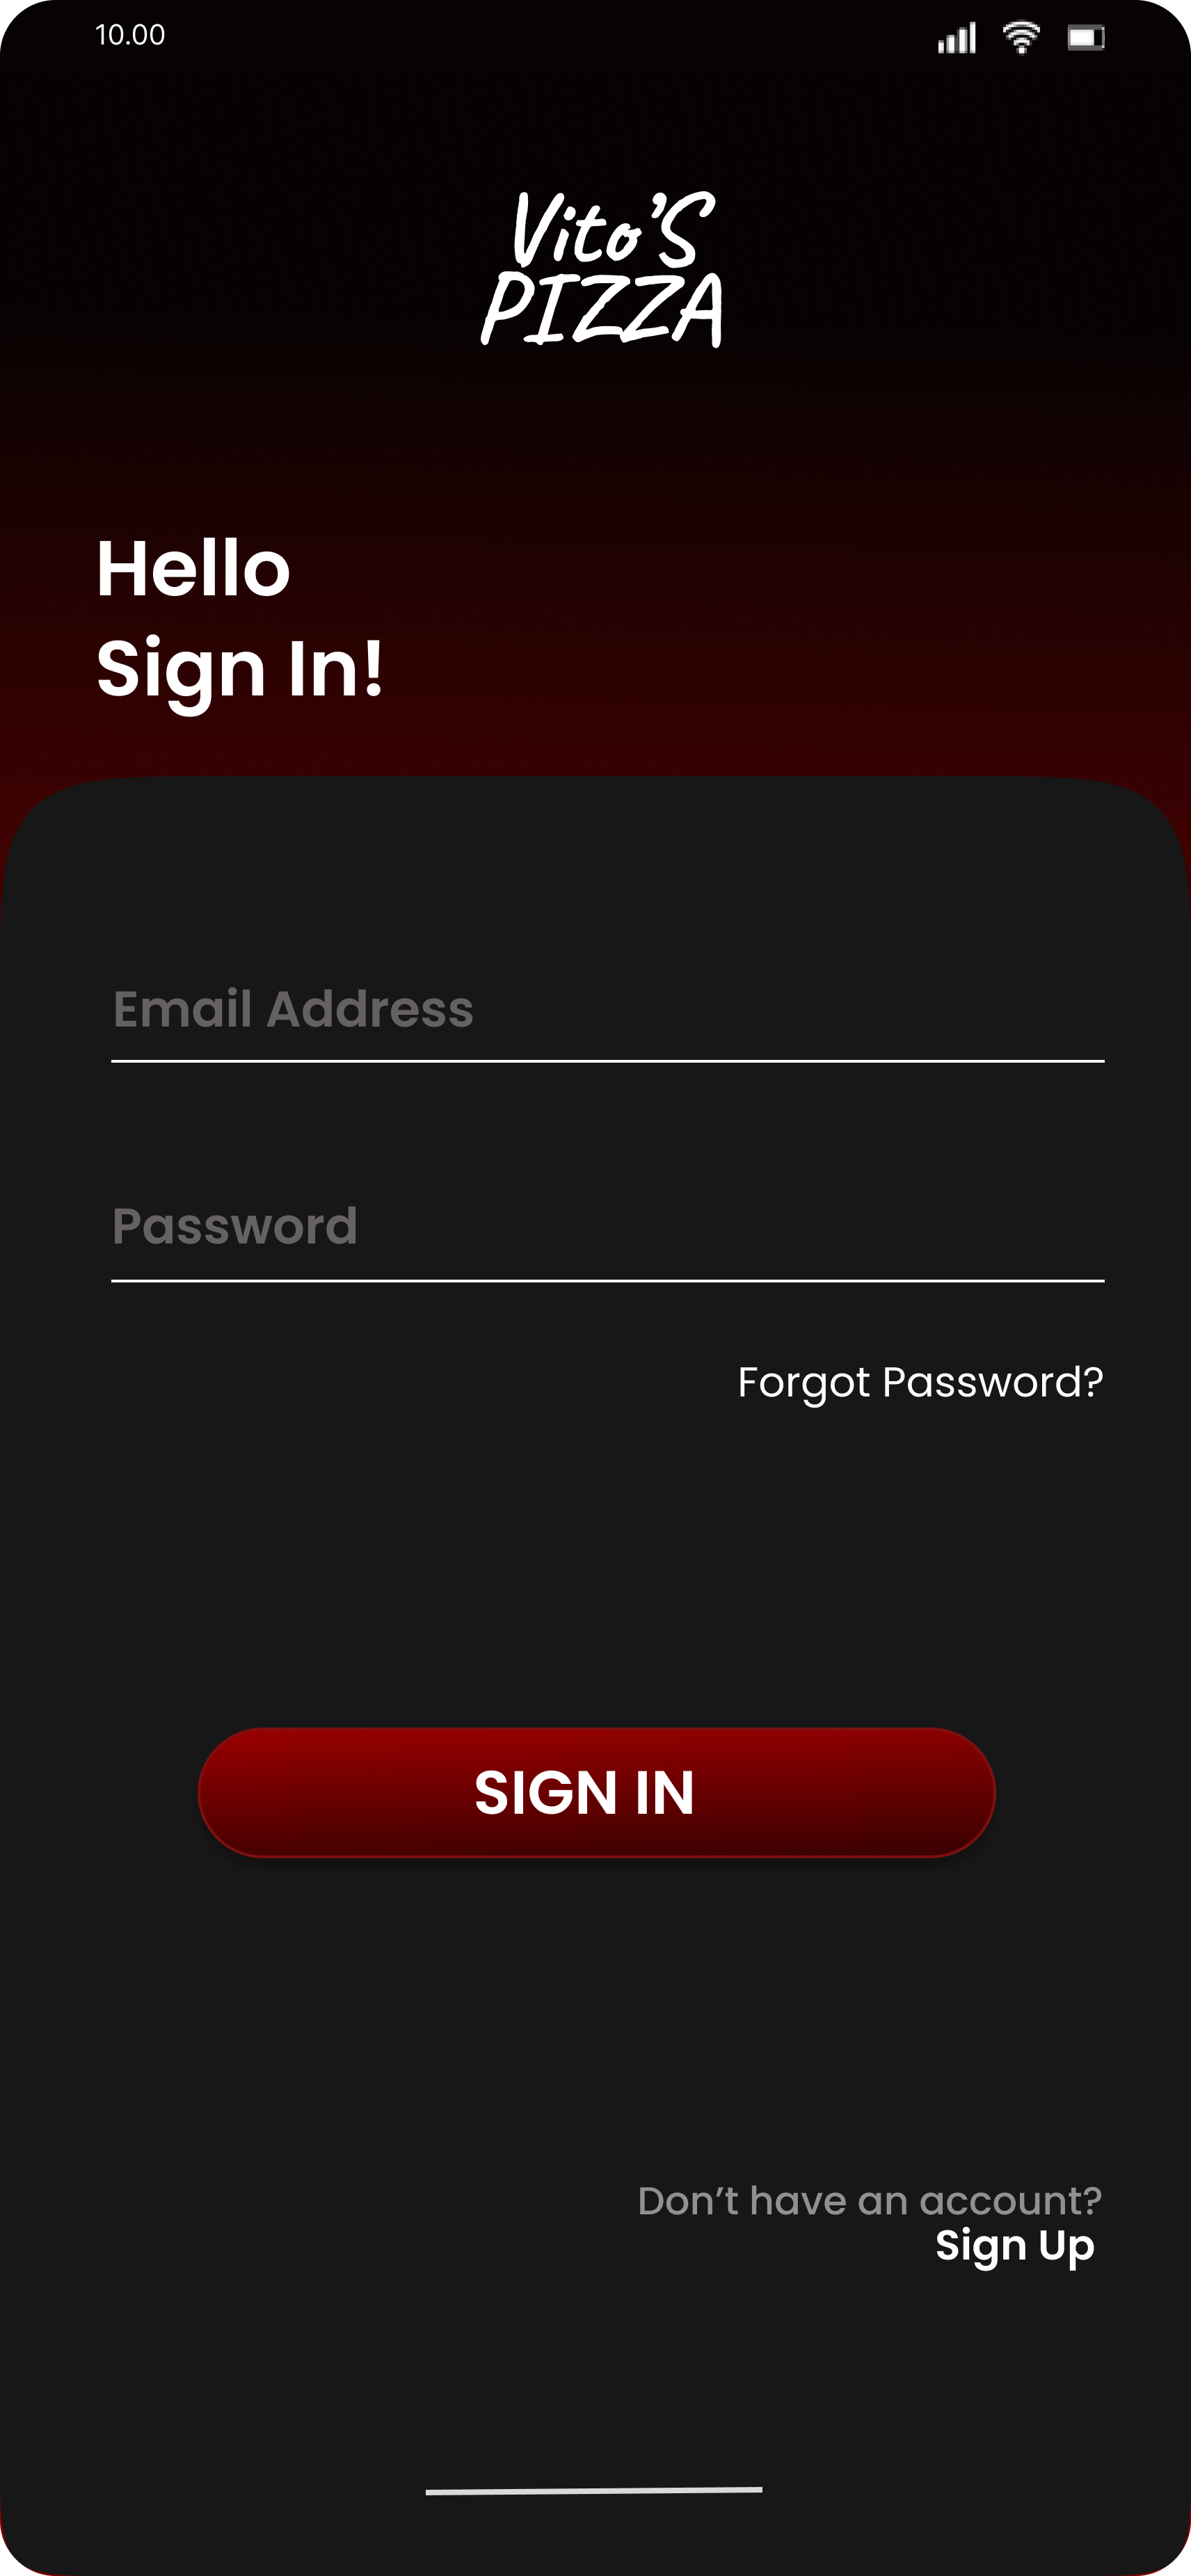 10.00
Vito'S
PIZZA
Hello
Sign In!
Email Address
Password
Forgot Password?
SIGN IN
Don’t have an account?
Sign Up